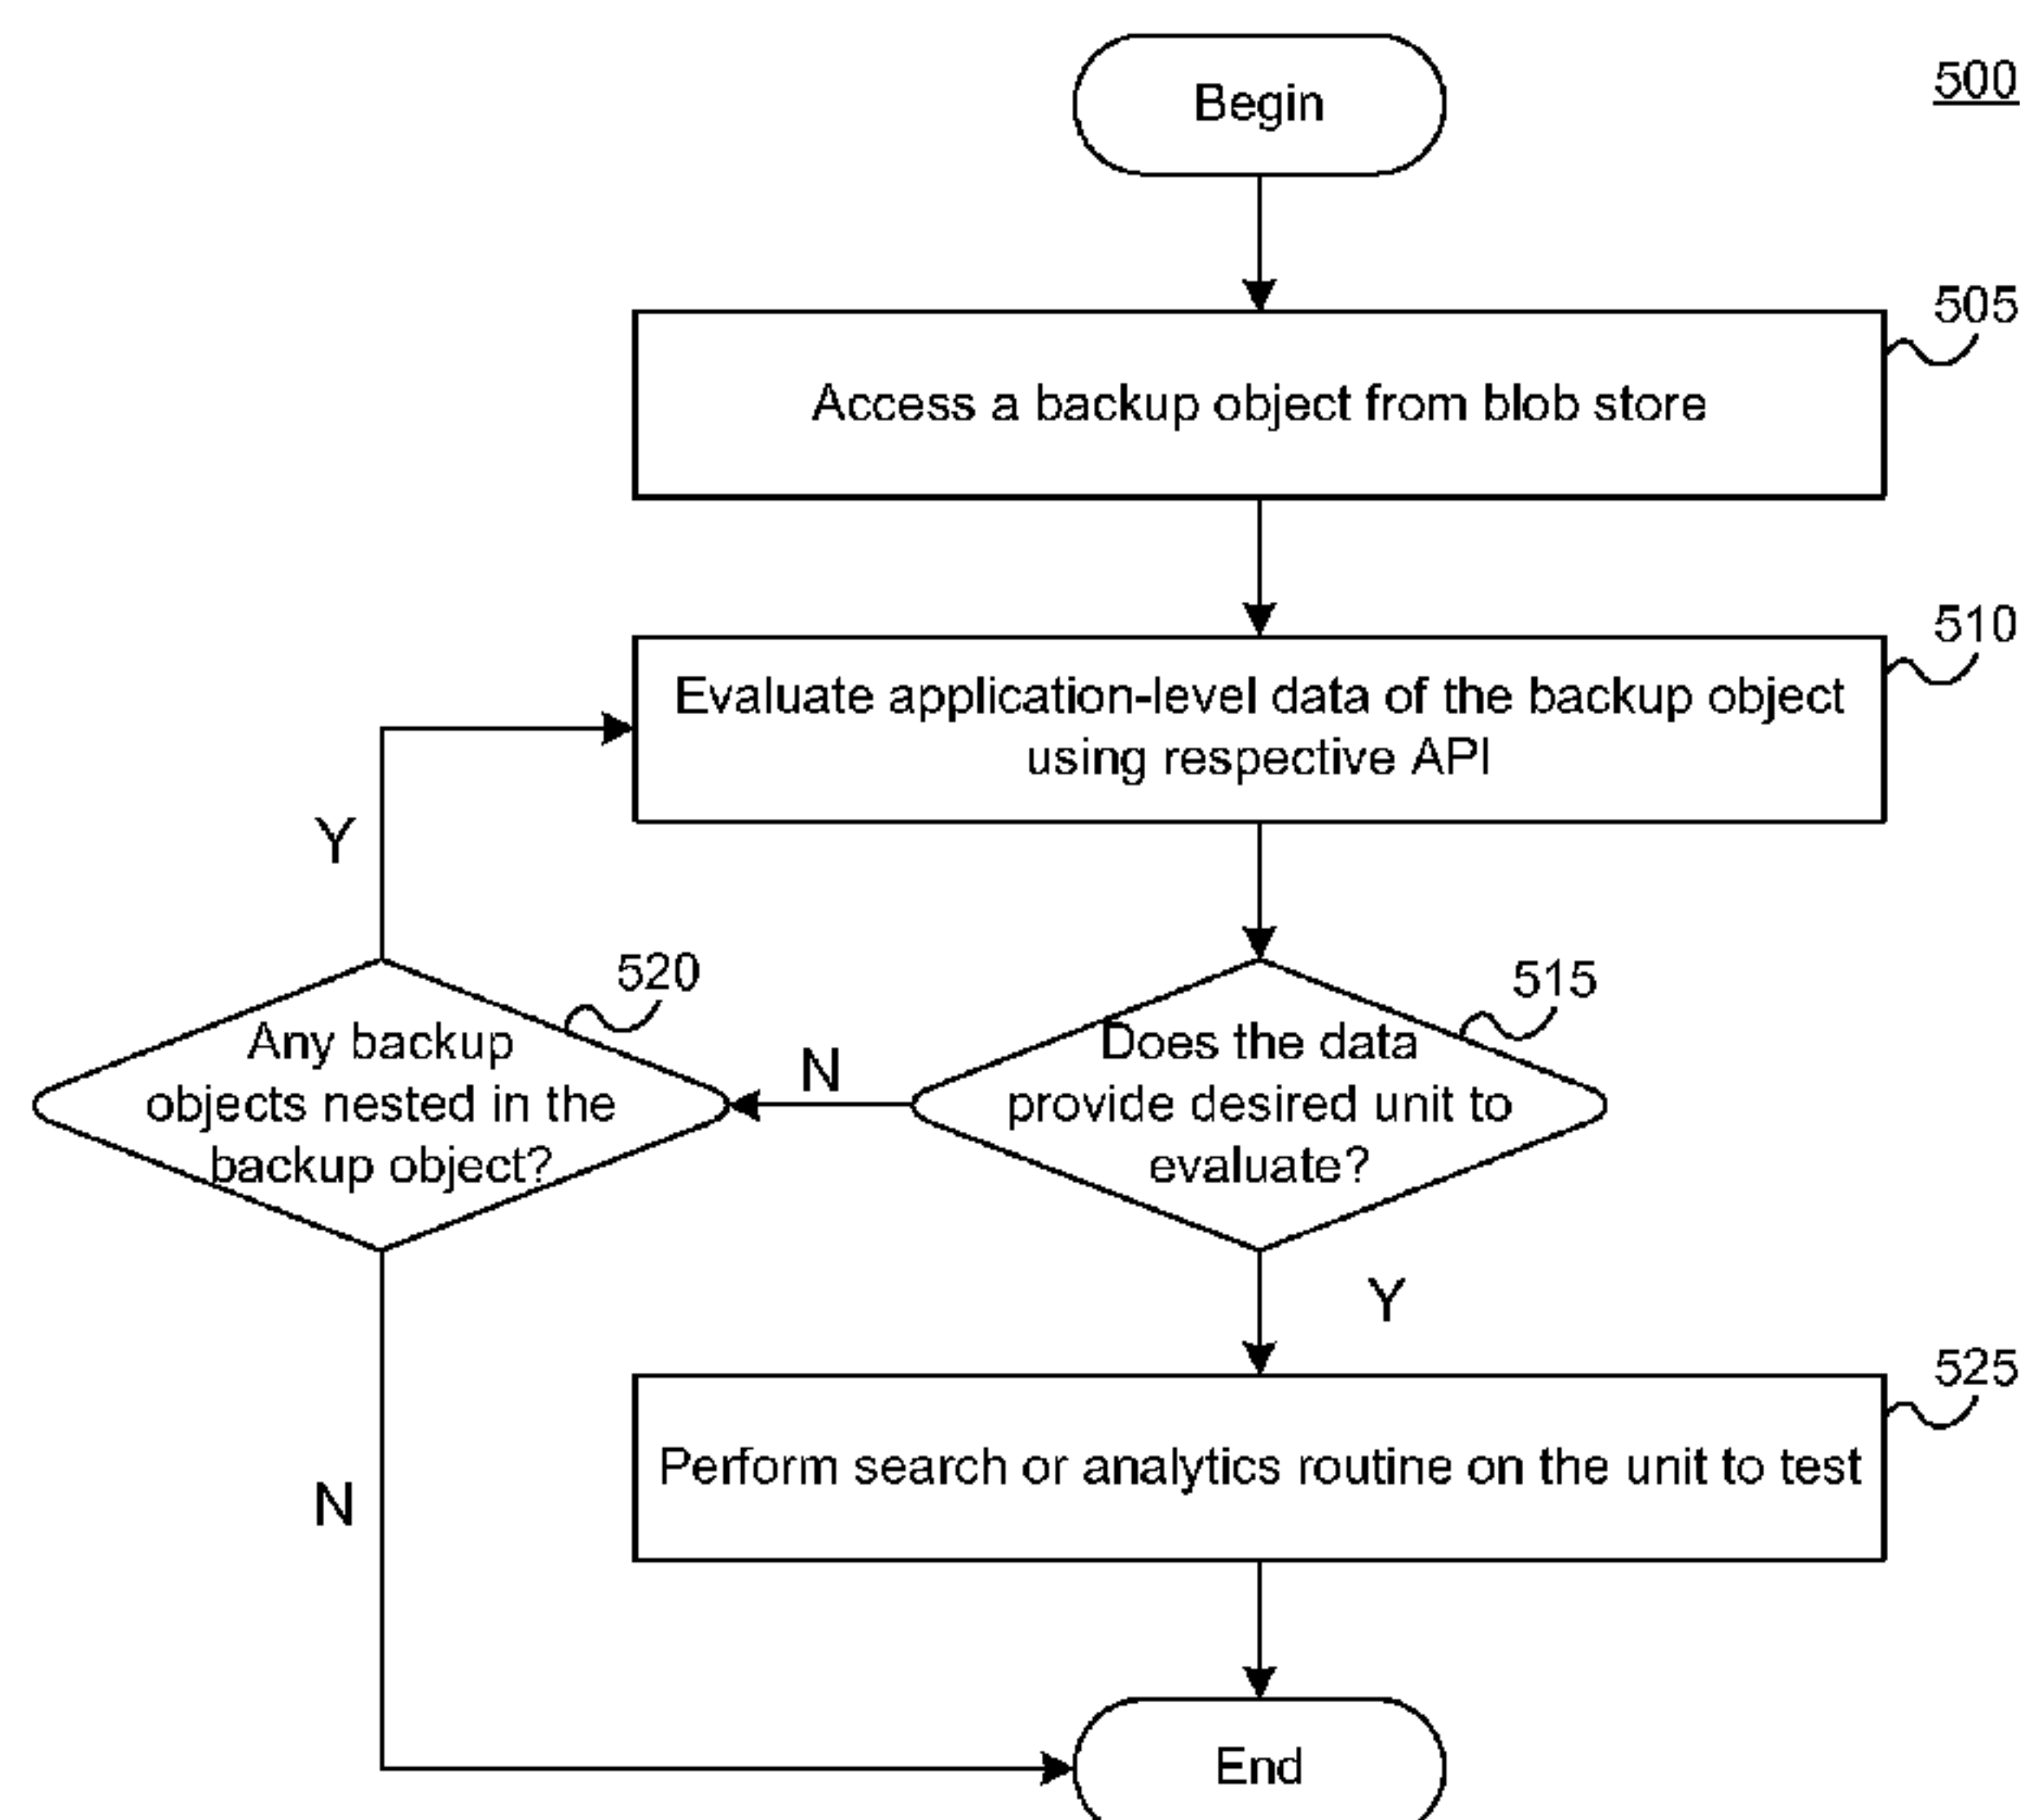 Begin
500
505
Access a backup object from blob store
510
Evaluate application-level data of the backup object
using respective API
Y
520
515
Any backup
objects nested in the
backup object?
N
Does the data
provide desired unit to
evaluate?
Y
525
Perform search or analytics routine on the unit to test
N
End